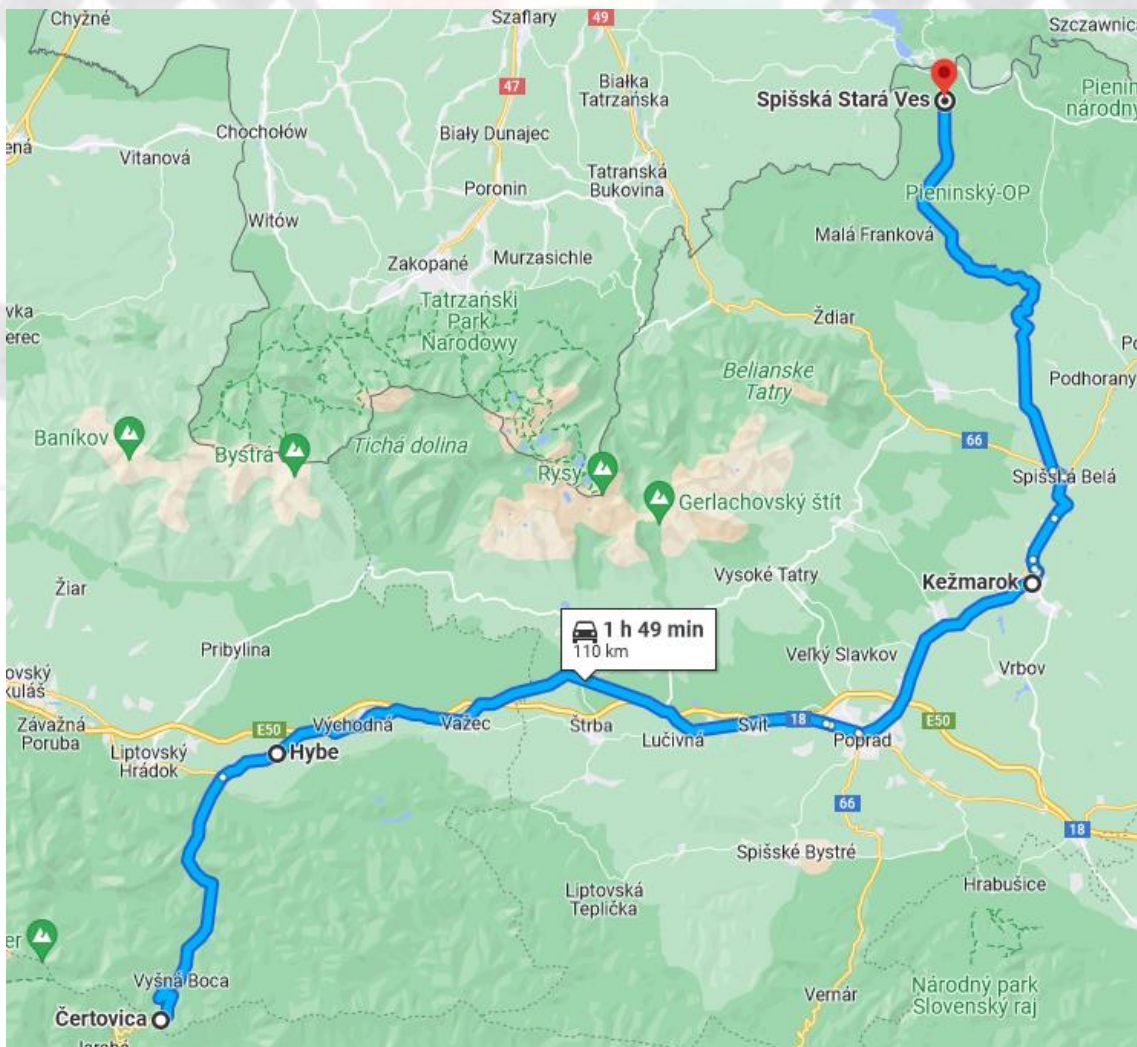 Chyżné
Szaflary
49
Szczawnica
Spišská Stará Ves
Białka
Tatrzańska
Pienin
národný
47
Chochołów
Biały Dunajec
Vitanová
ená
Tatranská
Bukovina
Poronin
Pieninský-OP
Witów
Malá Franková
Murzasichle
Zakopané
Tatrzański
Park
Narodowy
vka
erec
Ždiar
Po
Belianske
Tatry
Podhorany
Baníkov
Bystrá
Tichá dolina
66
Rysy
Spišská Belá
Gerlachovský štít
Žiar
Vysoké Tatry
Kežmarok
1 h 49 min
110 km
Pribylina
Veľký Slavkov
Vrbov
ovský
kuláš
Závažná
Poruba
E50
Východná
Važec
Štrba
Svit
18
E50
Liptovský
Hrádok
Hybe
Lučivná
Poprad
66
18
Spišské Bystré
Liptovská
Teplička
Hrabušice
er
Vyšná Boca
Vernár
Národný park
Slovenský raj
Čertovica